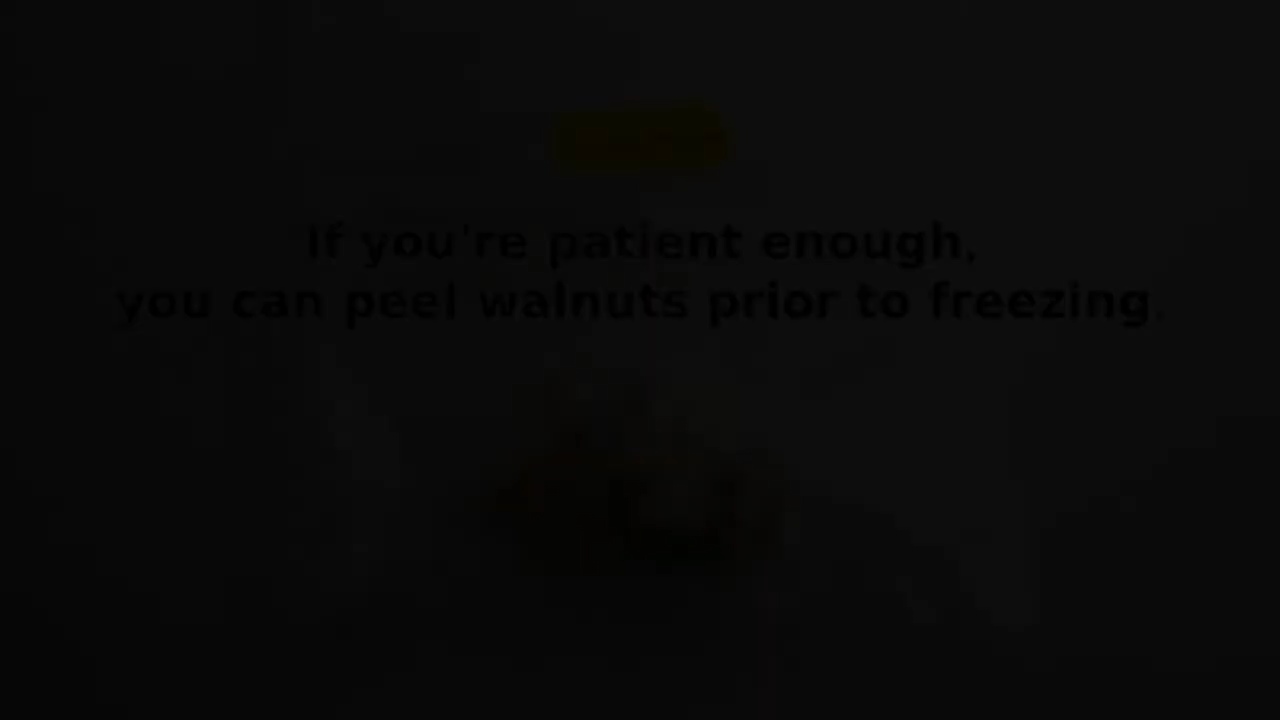 If you're patient enough,
you can peel walnuts prior to freezing.